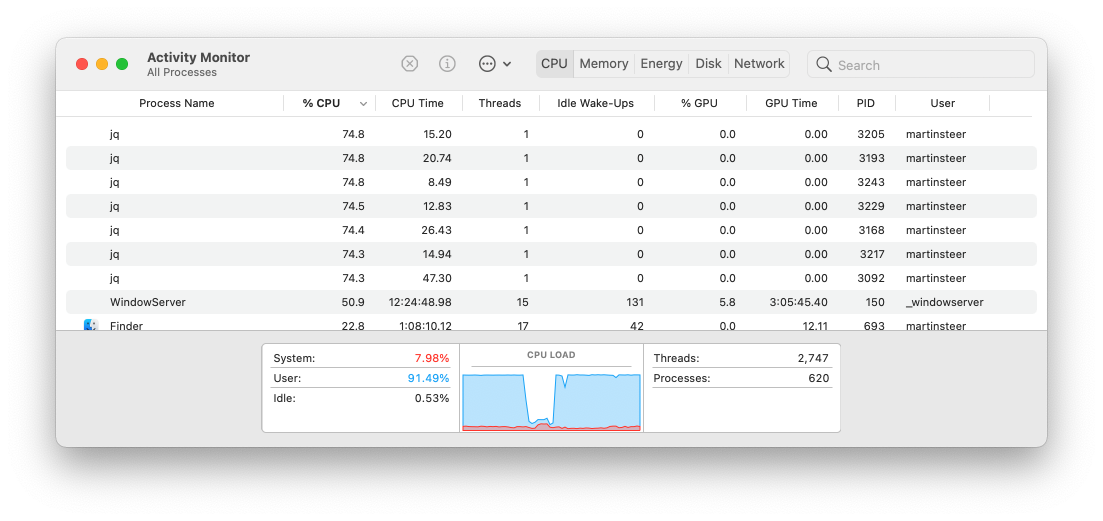 Activity Monitor
All Processes
CPU Memory Energy Disk Network Search
Process Name % CPU CPU Time Threads Idle Wake-Ups % GPU GPU Time PID User
jq 74.8 15.20 1 0 0.0 0.00 3205 martinsteer
jq 74.8 20.74 1 0 0.0 0.00 3193 martinsteer
jq 74.8 8.49 1 0 0.0 0.00 3243 martinsteer
jq 74.5 12.83 1 0 0.0 0.00 3229 martinsteer
jq 74.4 26.43 1 0 0.0 0.00 3168 martinsteer
jq 74.3 14.94 1 0 0.0 0.00 3217 martinsteer
jq 74.3 47.30 1 0 0.0 0.00 3092 martinsteer
WindowServer 50.9 12:24:48.98 15 131 5.8 3:05:45.40 150 _windowserver
Finder 22.8 1:08:10.12 17 42 0.0 12.11 693 martinsteer
System: 7.98% CPU LOAD Threads: 2,747
User: 91.49% Processes: 620
Idle: 0.53%